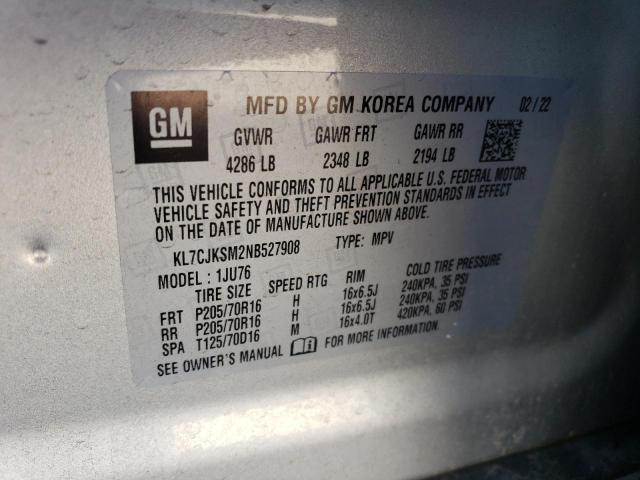 GM
MFD BY GM KOREA COMPANY 02/22
GVWR GAWR FRT GAWR RR
4286 LB 2348 LB 2194 LB
THIS VEHICLE CONFORMS TO ALL APPLICABLE U.S. FEDERAL MOTOR
VEHICLE SAFETY AND THEFT PREVENTION STANDARDS IN EFFECT
ON THE DATE OF MANUFACTURE SHOWN ABOVE.
KL7CJKSM2NB527908 TYPE: MPV
MODEL : 1JU76
TIRE SIZE SPEED RTG RIM COLD TIRE PRESSURE
FRT P205/70R16 H 16x6.5J 240KPA, 35 PSI
RR P205/70R16 H 16x6.5J 240KPA, 35 PSI
SPA T125/70D16 M 16x4.0T 420KPA, 60 PSI
SEE OWNER'S MANUAL FOR MORE INFORMATION.